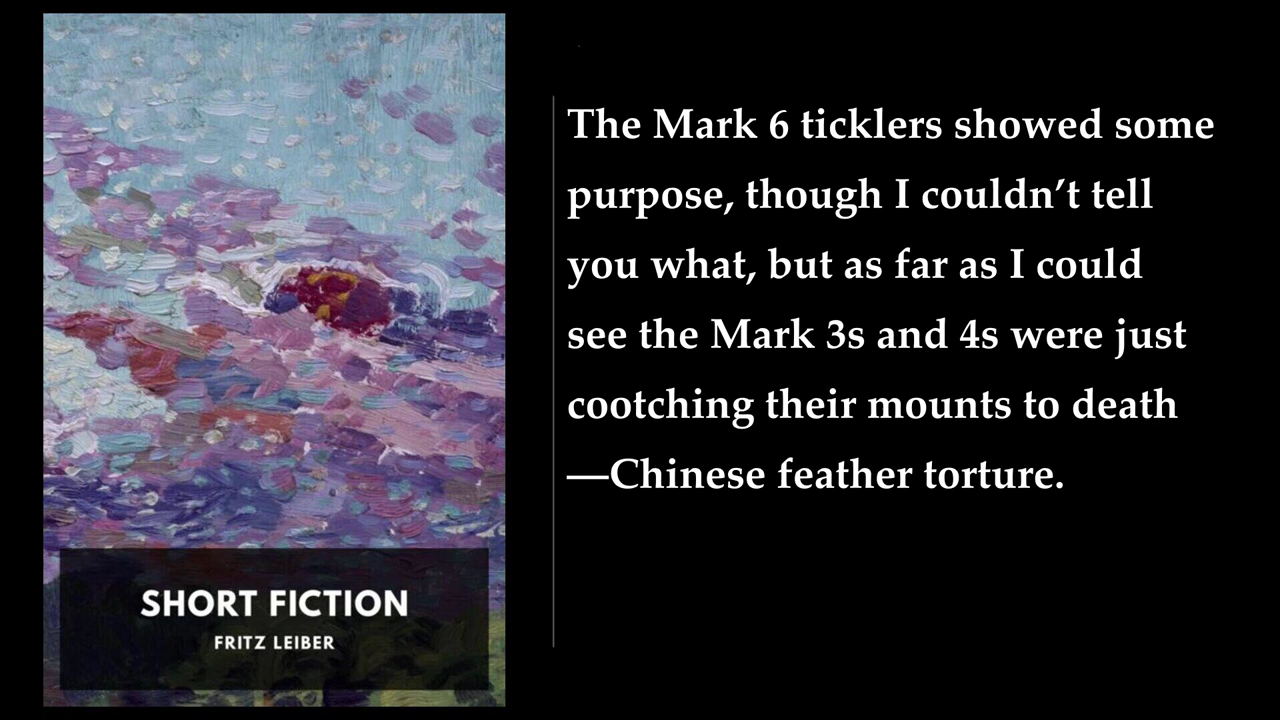 SHORT FICTION
FRITZ LEIBER
The Mark 6 ticklers showed some
purpose, though I couldn’t tell
you what, but as far as I could
see the Mark 3s and 4s were just
cootching their mounts to death
—Chinese feather torture.